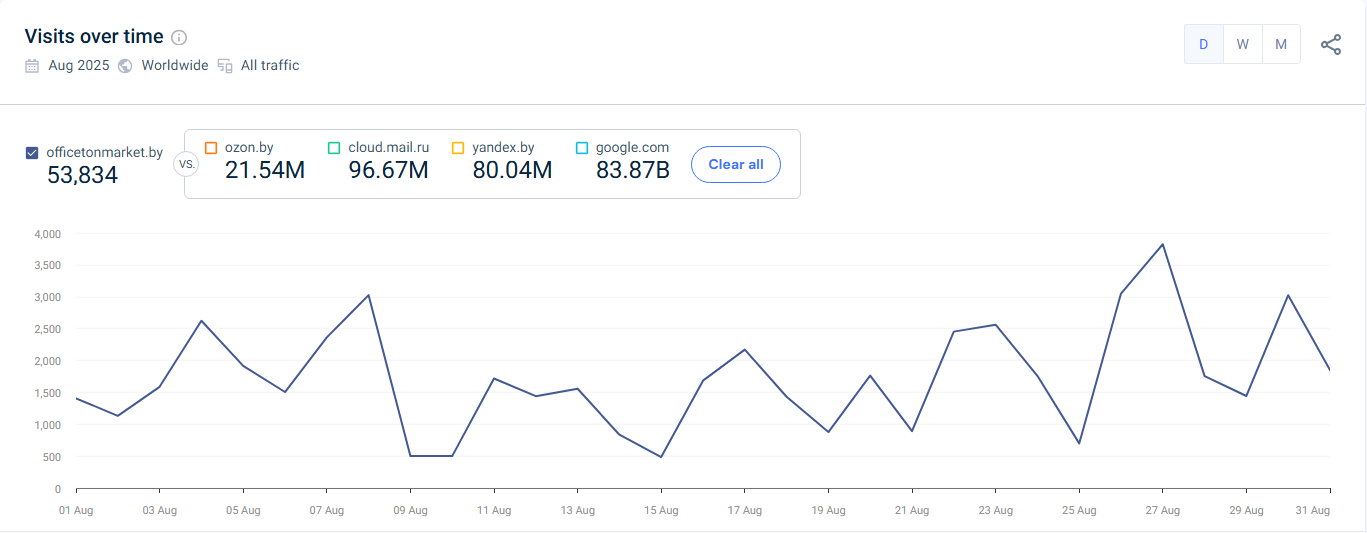 Visits over time
D W M
Aug 2025 Worldwide All traffic
officetonmarket.by
53,834
VS.
ozon.by cloud.mail.ru yandex.by google.com
21.54M 96.67M 80.04M 83.87B
Clear all
4,000
3,500
3,000
2,500
2,000
1,500
1,000
500
0
01 Aug 03 Aug 05 Aug 07 Aug 09 Aug 11 Aug 13 Aug 15 Aug 17 Aug 19 Aug 21 Aug 23 Aug 25 Aug 27 Aug 29 Aug 31 Aug